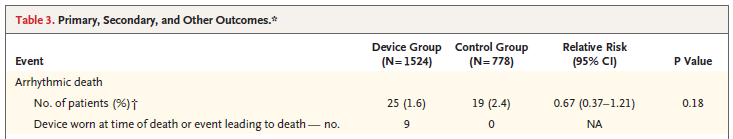 Table 3. Primary, Secondary, and Other Outcomes.*
Event Device Group (N=1524) Control Group (N=778) Relative Risk (95% CI) P Value
Arrhythmic death
No. of patients (%)† 25 (1.6) 19 (2.4) 0.67 (0.37–1.21) 0.18
Device worn at time of death or event leading to death — no. 9 0 NA